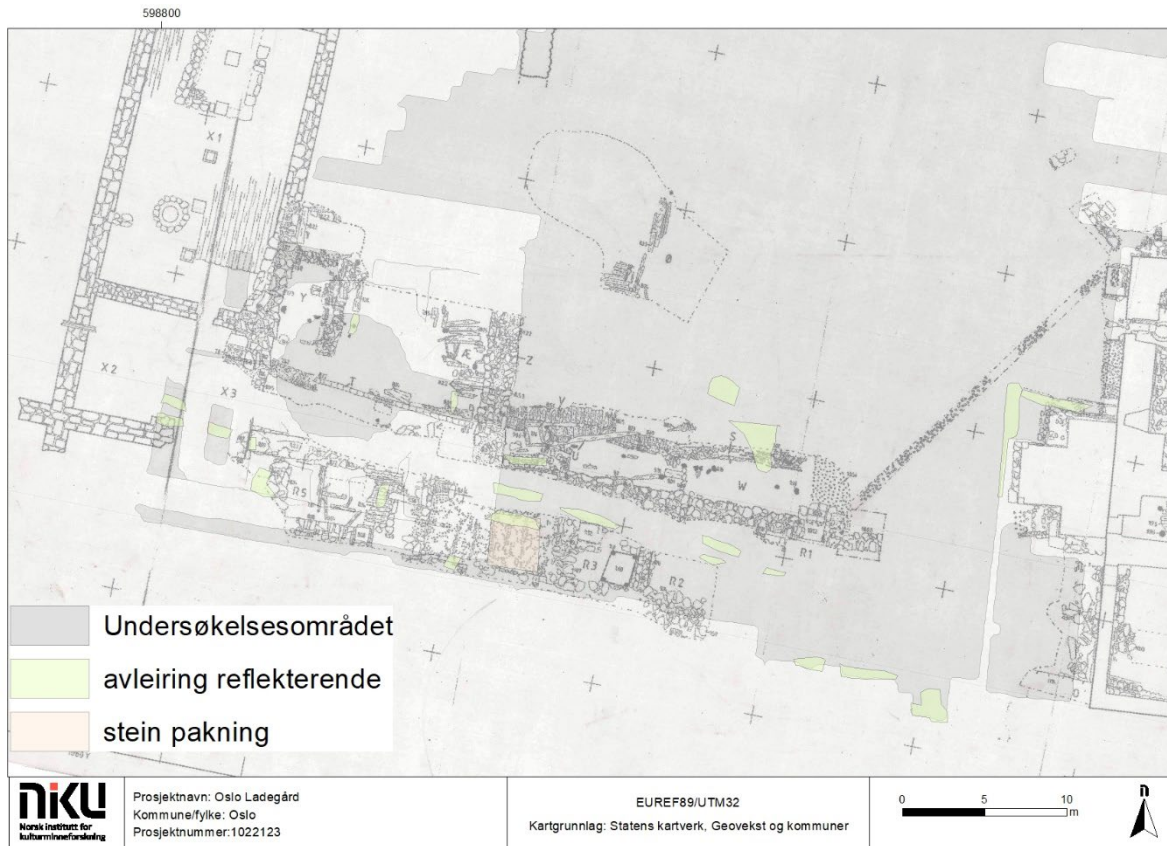 598800
X1
Y
X2
X3
T
Æ
Z
V
S
W
Ø
R5
R3
R2
R1
Undersøkelsesområdet
avleiring reflekterende
stein pakning
niku
Norsk institutt for
kulturminneforskning
Prosjektnavn: Oslo Ladegård
Kommune/fylke: Oslo
Prosjektnummer:1022123
EUREF89/UTM32
Kartgrunnlag: Statens kartverk, Geovekst og kommuner
0 5 10
m
n